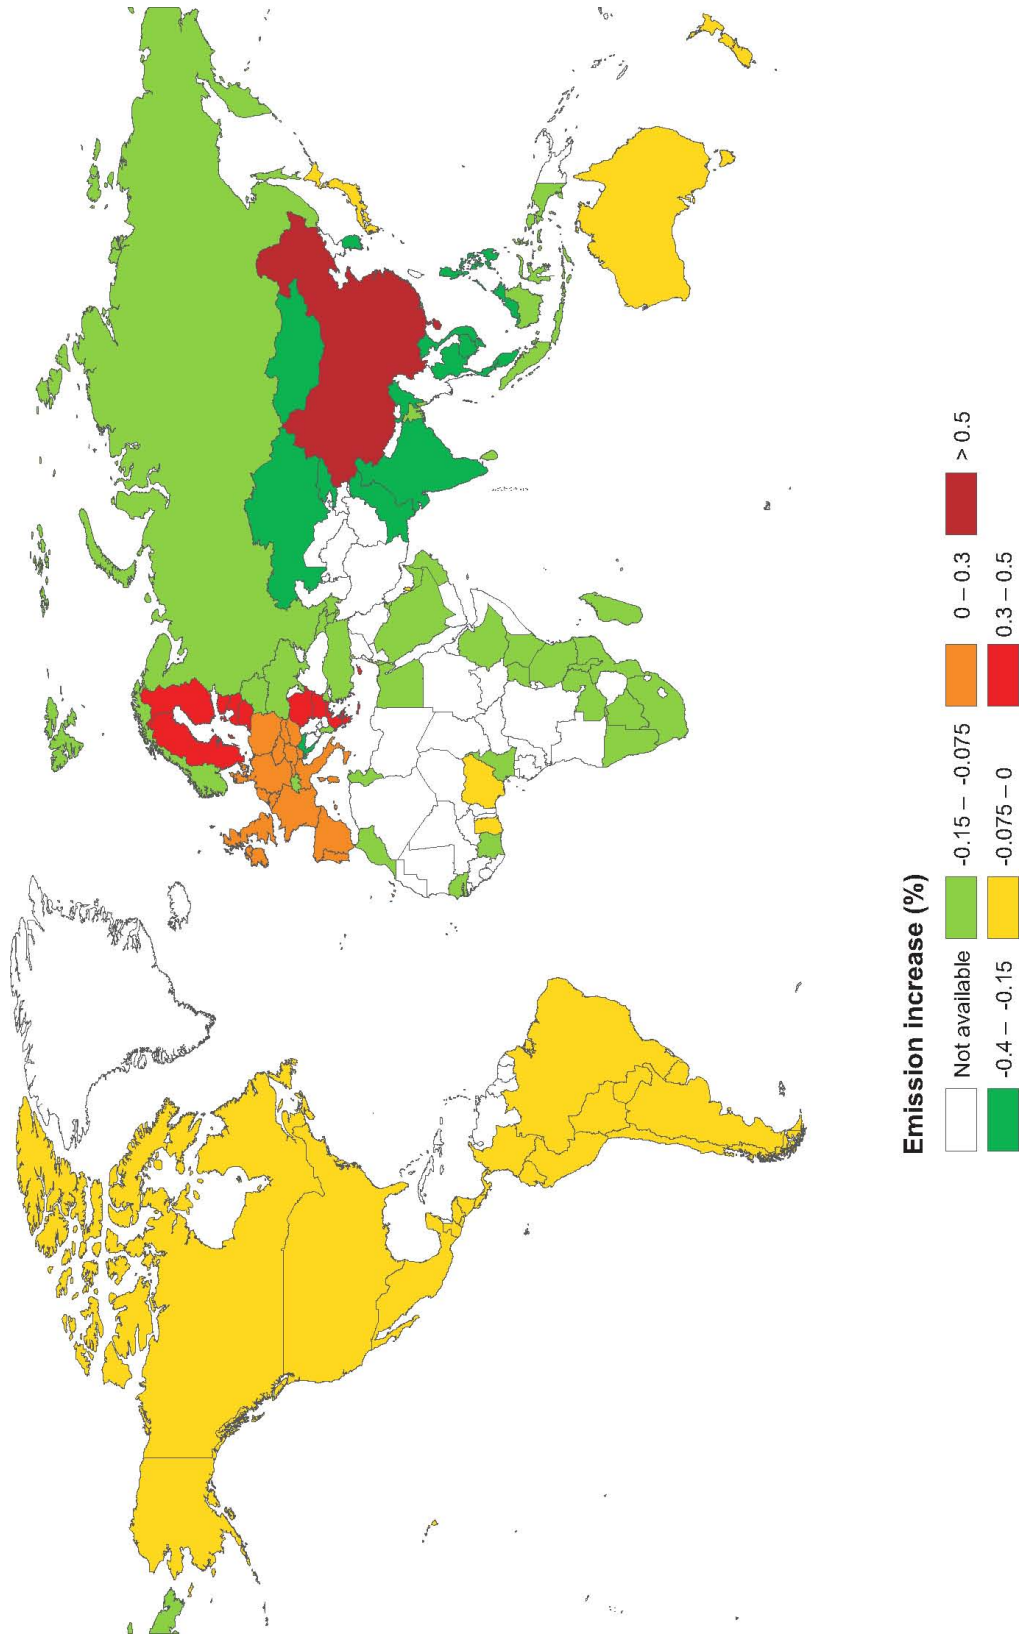 Emission increase (%)
Not available
-0.15 – -0.075
0 – 0.3
> 0.5
-0.4 – -0.15
-0.075 – 0
0.3 – 0.5